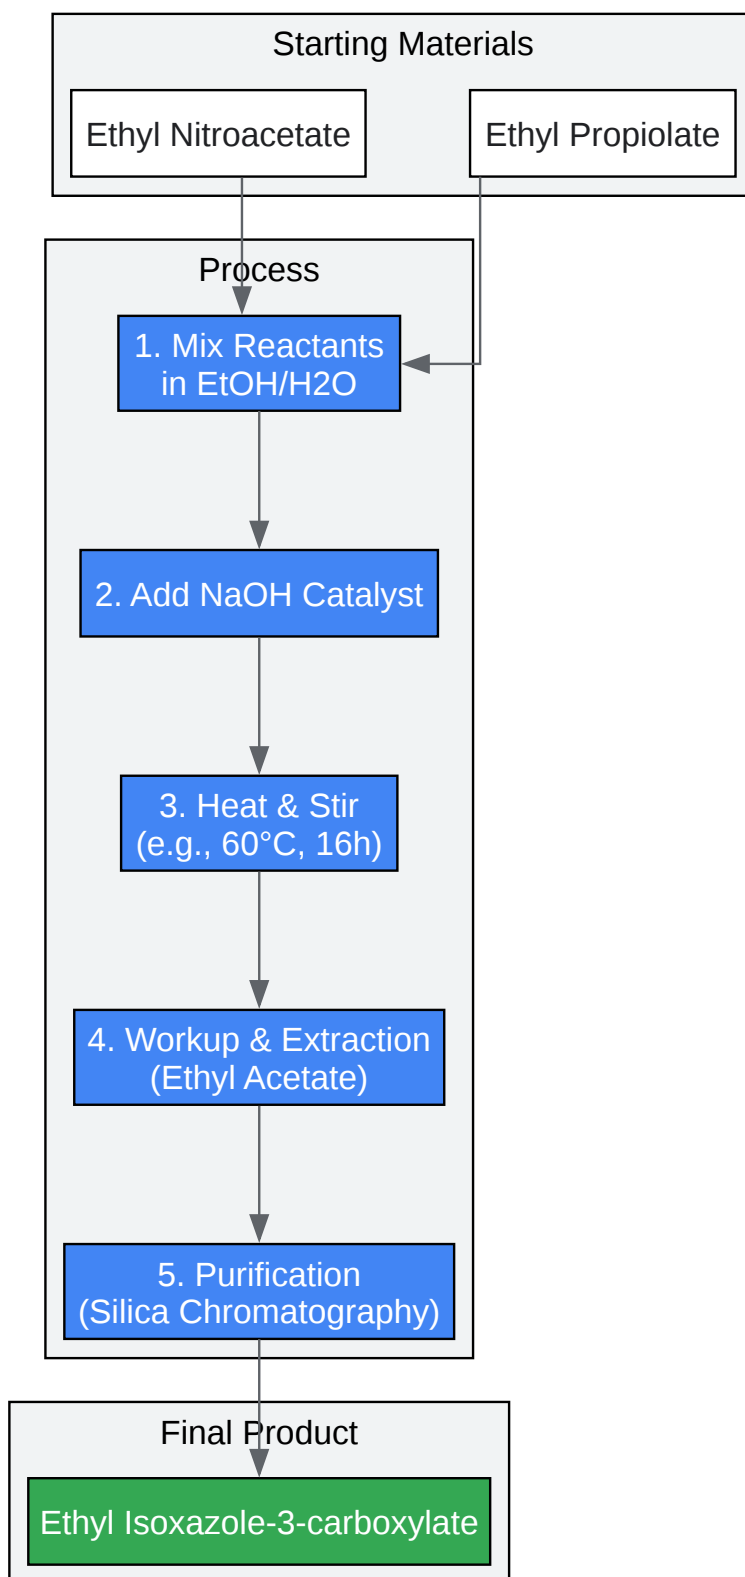 Starting Materials
Ethyl Nitroacetate
Ethyl Propiolate
Process
1. Mix Reactants
in EtOH/H2O
2. Add NaOH Catalyst
3. Heat & Stir
(e.g., 60°C, 16h)
4. Workup & Extraction
(Ethyl Acetate)
5. Purification
(Silica Chromatography)
Final Product
Ethyl Isoxazole-3-carboxylate